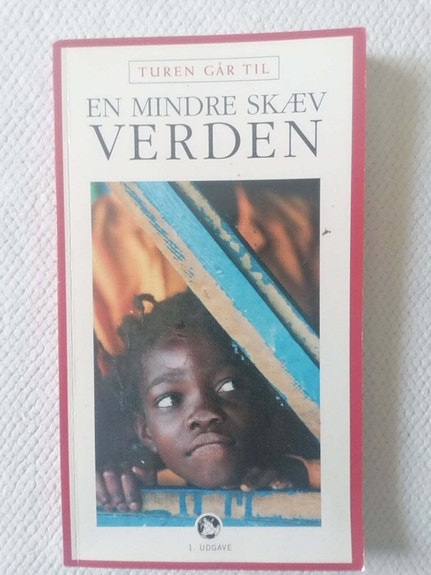 TUREN GÅR TIL
EN MINDRE SKÆV
VERDEN
1. UDGAVE